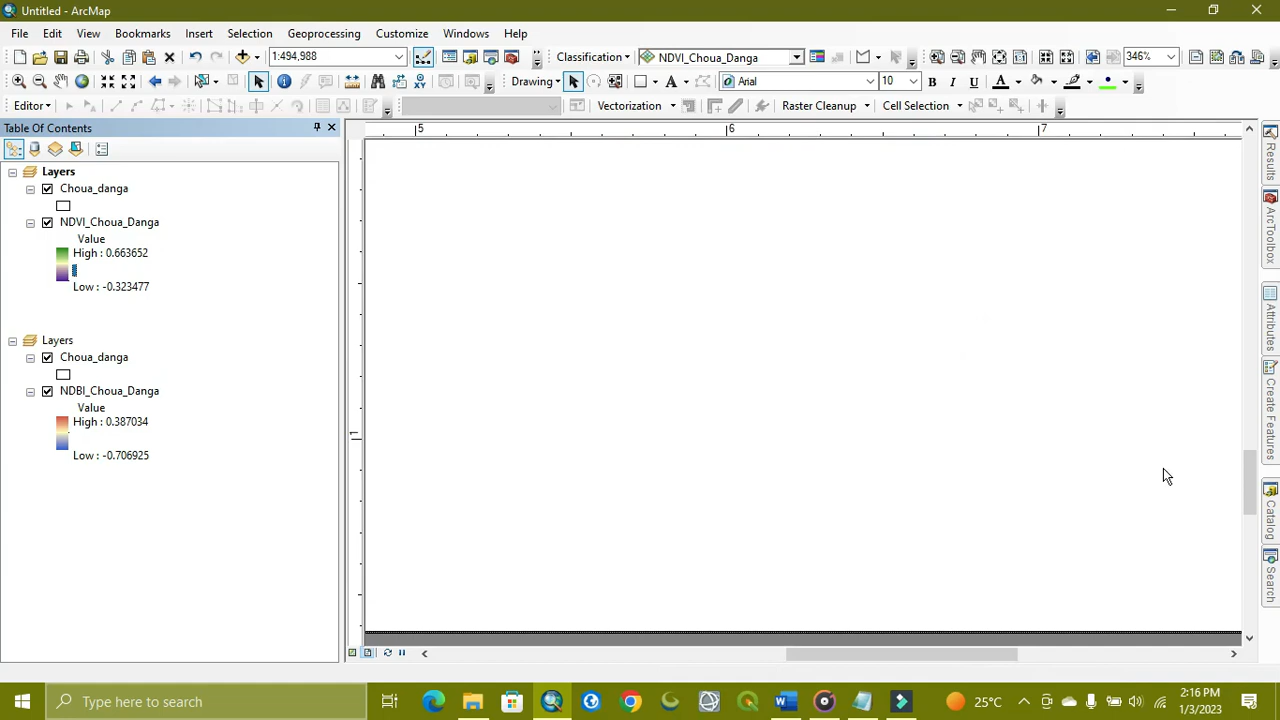 Untitled - ArcMap
File Edit View Bookmarks Insert Selection Geoprocessing Customize Windows Help
1:494,988 Classification NDVI_Choua_Danga 346%
Drawing A Arial 10 B I U A
Editor Vectorization Raster Cleanup Cell Selection
Table Of Contents
5 6 7
Layers
Choua_danga
NDVI_Choua_Danga
Value
High : 0.663652
Low : -0.323477
Layers
Choua_danga
NDBI_Choua_Danga
Value
High : 0.387034
Low : -0.706925
1
Results
ArcToolbox
Attributes
Create Features
Catalog
Search
Type here to search
25°C
2:16 PM
1/3/2023